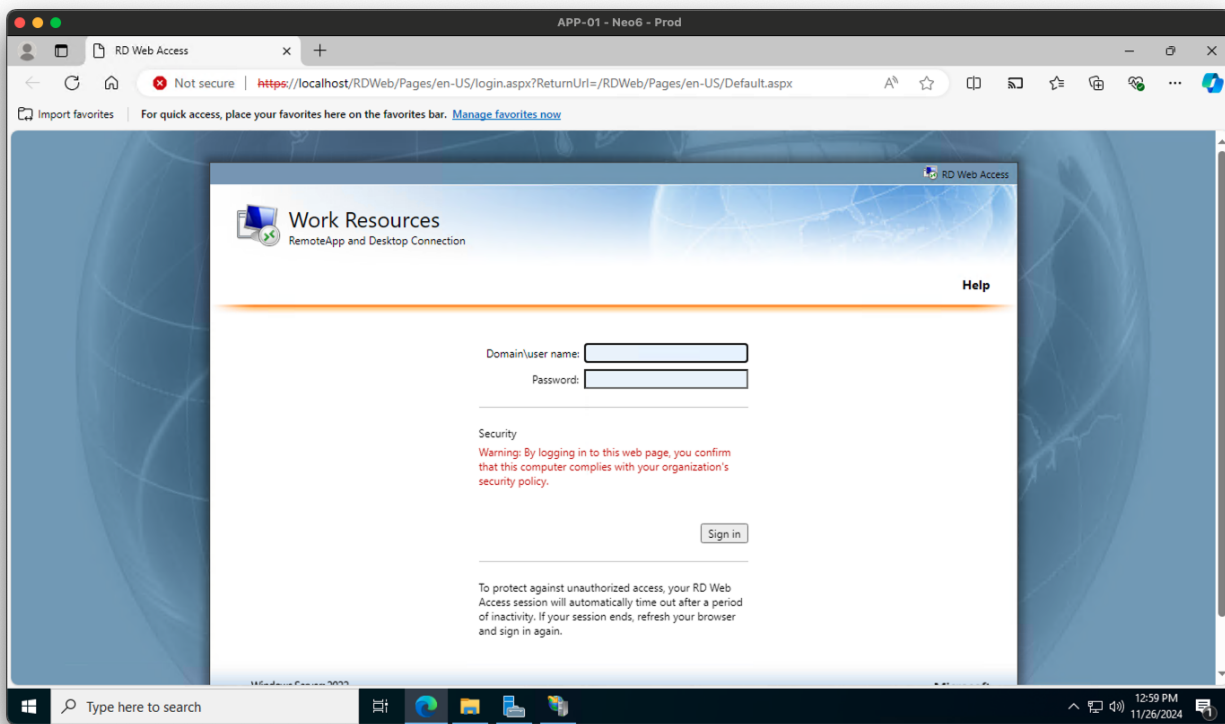 APP-01 - Neo6 - Prod
RD Web Access
Not secure https://localhost/RDWeb/Pages/en-US/login.aspx?ReturnUrl=/RDWeb/Pages/en-US/Default.aspx
Import favorites For quick access, place your favorites here on the favorites bar. Manage favorites now
RD Web Access
Work Resources
RemoteApp and Desktop Connection
Help
Domain\user name:
Password:
Security
Warning: By logging in to this web page, you confirm
that this computer complies with your organization's
security policy.
Sign in
To protect against unauthorized access, your RD Web
Access session will automatically time out after a period
of inactivity. If your session ends, refresh your browser
and sign in again.
Windows Server 2022 Microsoft
Type here to search
12:59 PM
11/26/2024
1